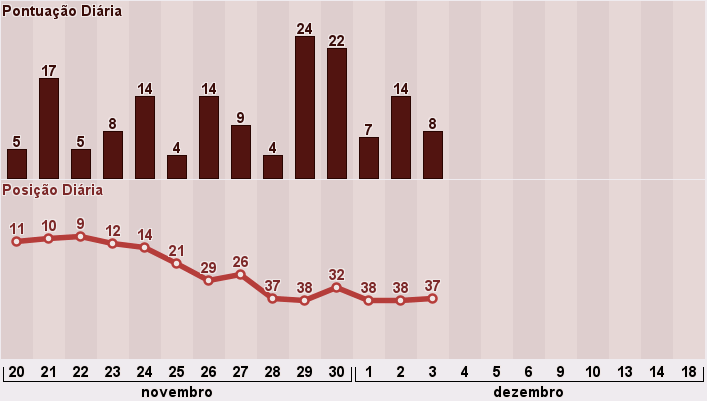 Pontuação Diária
5 17 5 8 14 4 14 9 4 24 22 7 14 8
Posição Diária
11 10 9 12 14 21 29 26 37 38 32 38 38 37
20 21 22 23 24 25 26 27 28 29 30 1 2 3 4 5 6 9 10 13 14 18
novembro dezembro